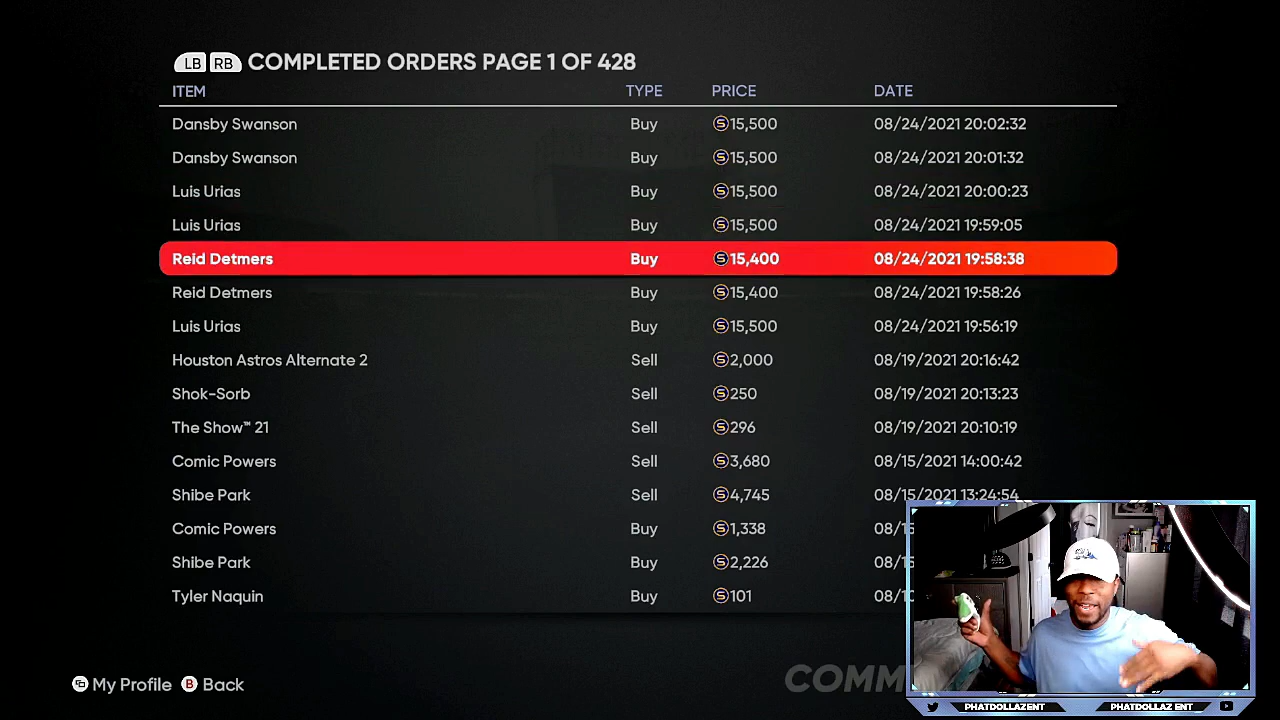 LB RB COMPLETED ORDERS PAGE 1 OF 428
ITEM TYPE PRICE DATE
Dansby Swanson Buy 15,500 08/24/2021 20:02:32
Dansby Swanson Buy 15,500 08/24/2021 20:01:32
Luis Urias Buy 15,500 08/24/2021 20:00:23
Luis Urias Buy 15,500 08/24/2021 19:59:05
Reid Detmers Buy 15,400 08/24/2021 19:58:38
Reid Detmers Buy 15,400 08/24/2021 19:58:26
Luis Urias Buy 15,500 08/24/2021 19:56:19
Houston Astros Alternate 2 Sell 2,000 08/19/2021 20:16:42
Shok-Sorb Sell 250 08/19/2021 20:13:23
The Show™ 21 Sell 296 08/19/2021 20:10:19
Comic Powers Sell 3,680 08/15/2021 14:00:42
Shibe Park Sell 4,745 08/15/2021 13:24:54
Comic Powers Buy 1,338 08/15
Shibe Park Buy 2,226 08/15
Tyler Naquin Buy 101 08/10
My Profile B Back
COMM
PHATDOLLAZENT PHATDOLLAZ ENT